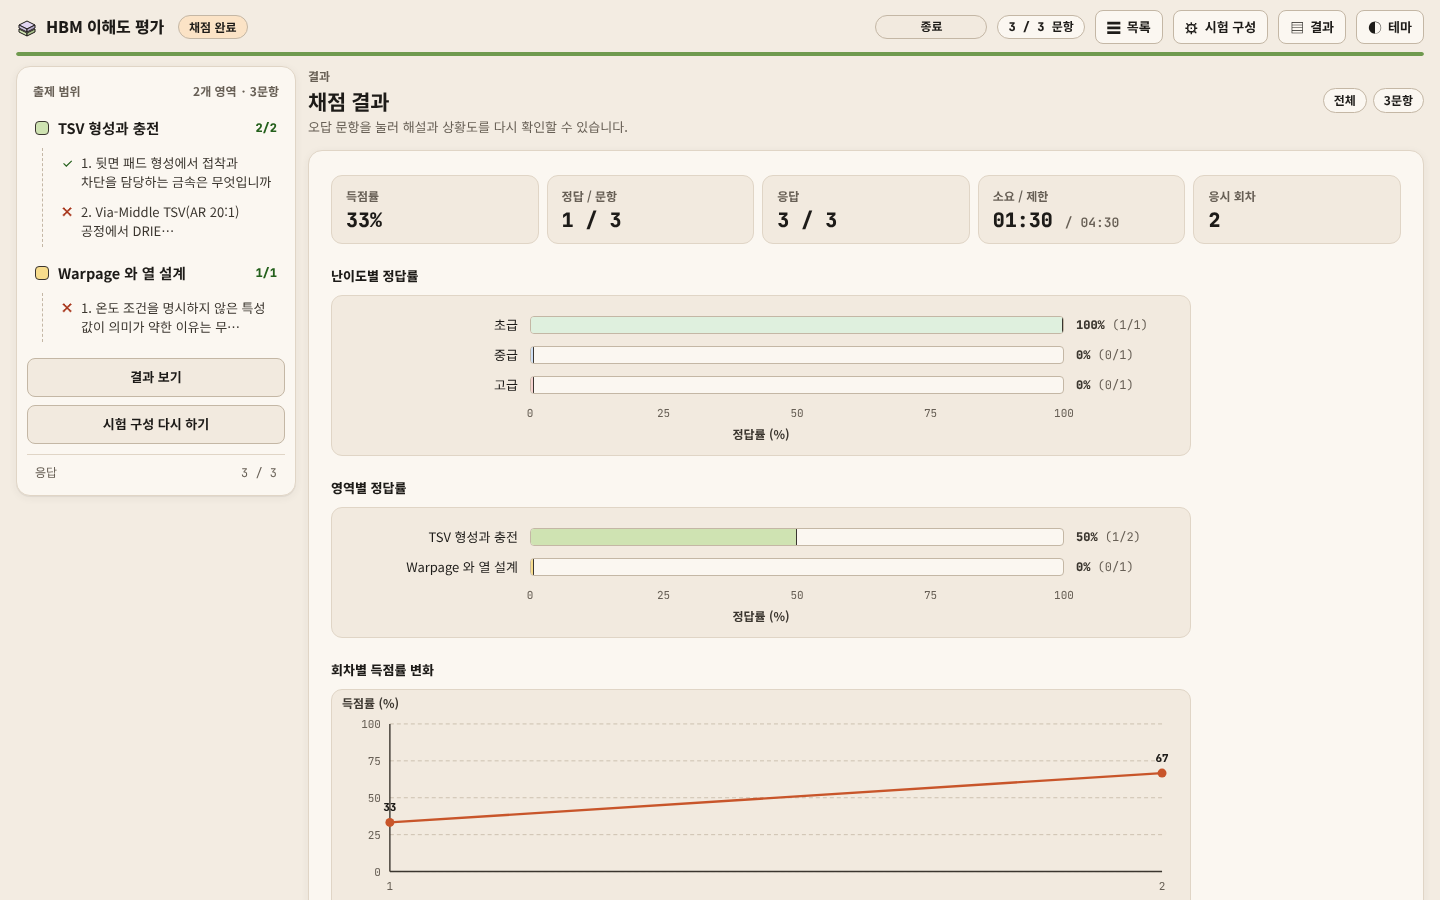 HBM 이해도 평가
채점 완료
종료
3 / 3 문항
목록
시험 구성
결과
테마
출제 범위
2개 영역 · 3문항
TSV 형성과 충전
2/2
1. 뒷면 패드 형성에서 접착과
차단을 담당하는 금속은 무엇입니까
2. Via-Middle TSV(AR 20:1)
공정에서 DRIE…
Warpage 와 열 설계
1/1
1. 온도 조건을 명시하지 않은 특성
값이 의미가 약한 이유는 무…
결과 보기
시험 구성 다시 하기
응답
3 / 3
결과
채점 결과
오답 문항을 눌러 해설과 상황도를 다시 확인할 수 있습니다.
전체
3문항
득점률
33%
정답 / 문항
1 / 3
응답
3 / 3
소요 / 제한
01:30 / 04:30
응시 회차
2
난이도별 정답률
초급
100% (1/1)
중급
0% (0/1)
고급
0% (0/1)
0 25 50 75 100
정답률 (%)
영역별 정답률
TSV 형성과 충전
50% (1/2)
Warpage 와 열 설계
0% (0/1)
0 25 50 75 100
정답률 (%)
회차별 득점률 변화
득점률 (%)
100
75
67
50
33
25
0
1 2